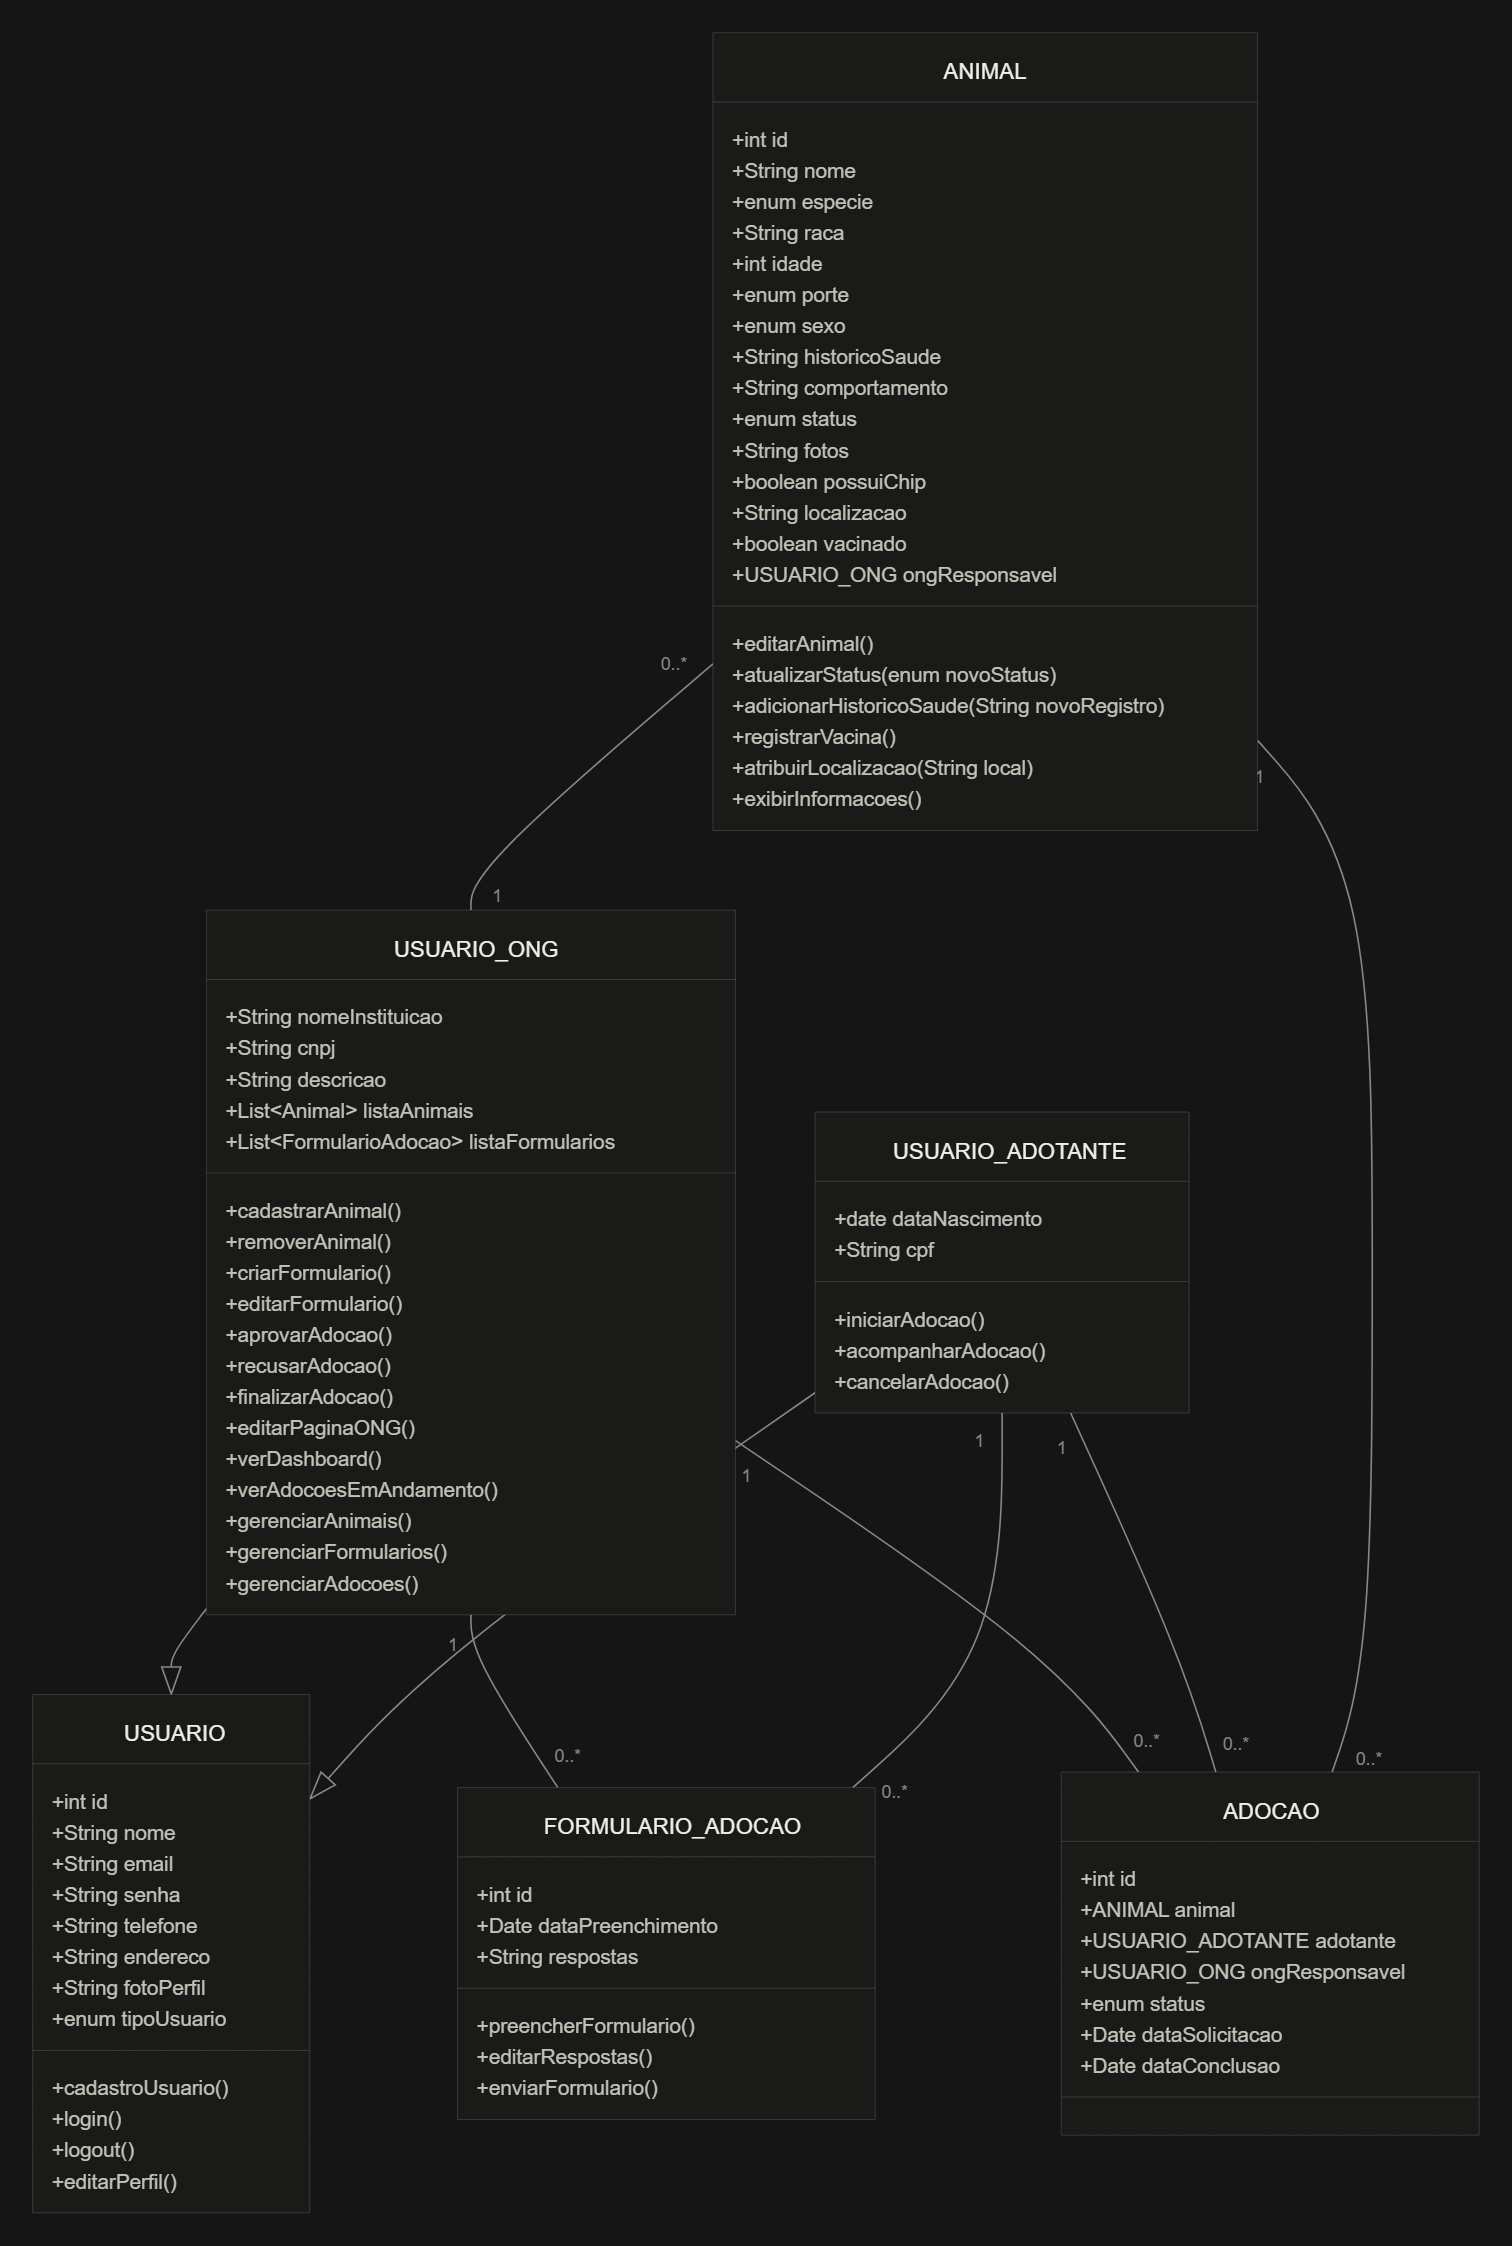 ANIMAL
+int id
+String nome
+enum especie
+String raca
+int idade
+enum porte
+enum sexo
+String historicoSaude
+String comportamento
+enum status
+String fotos
+boolean possuiChip
+String localizacao
+boolean vacinado
+USUARIO_ONG ongResponsavel
+editarAnimal()
+atualizarStatus(enum novoStatus)
+adicionarHistoricoSaude(String novoRegistro)
+registrarVacina()
+atribuirLocalizacao(String local)
+exibirInformacoes()
0..*
1
1
USUARIO_ONG
+String nomeInstituicao
+String cnpj
+String descricao
+List<Animal> listaAnimais
+List<FormularioAdocao> listaFormularios
+cadastrarAnimal()
+removerAnimal()
+criarFormulario()
+editarFormulario()
+aprovarAdocao()
+recusarAdocao()
+finalizarAdocao()
+editarPaginaONG()
+verDashboard()
+verAdocoesEmAndamento()
+gerenciarAnimais()
+gerenciarFormularios()
+gerenciarAdocoes()
USUARIO_ADOTANTE
+date dataNascimento
+String cpf
+iniciarAdocao()
+acompanharAdocao()
+cancelarAdocao()
1
1
1
1
0..*
0..*
0..*
0..*
0..*
USUARIO
+int id
+String nome
+String email
+String senha
+String telefone
+String endereco
+String fotoPerfil
+enum tipoUsuario
+cadastroUsuario()
+login()
+logout()
+editarPerfil()
FORMULARIO_ADOCAO
+int id
+Date dataPreenchimento
+String respostas
+preencherFormulario()
+editarRespostas()
+enviarFormulario()
ADOCAO
+int id
+ANIMAL animal
+USUARIO_ADOTANTE adotante
+USUARIO_ONG ongResponsavel
+enum status
+Date dataSolicitacao
+Date dataConclusao